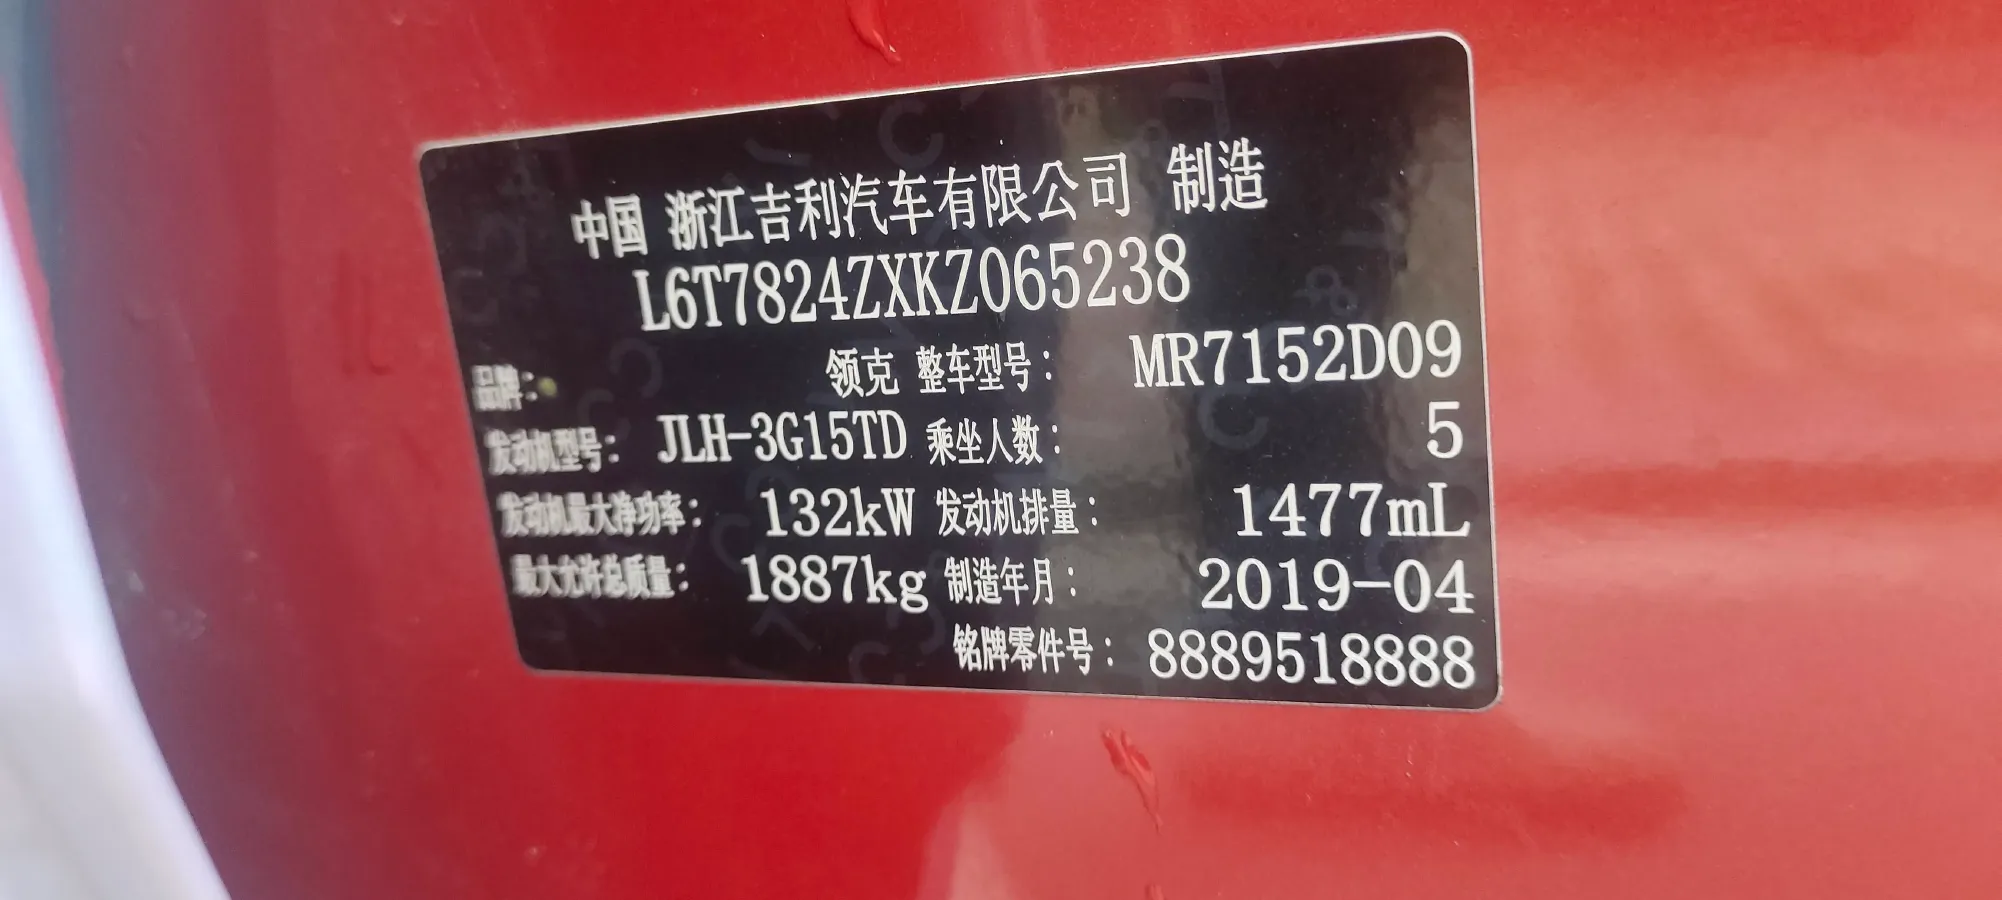 中国 浙江吉利汽车有限公司 制造
L6T7824ZXKZ065238
品牌： 领克 整车型号： MR7152D09
发动机型号： JLH-3G15TD 乘坐人数： 5
发动机最大净功率： 132kW 发动机排量： 1477mL
最大允许总质量： 1887kg 制造年月： 2019-04
铭牌零件号： 8889518888